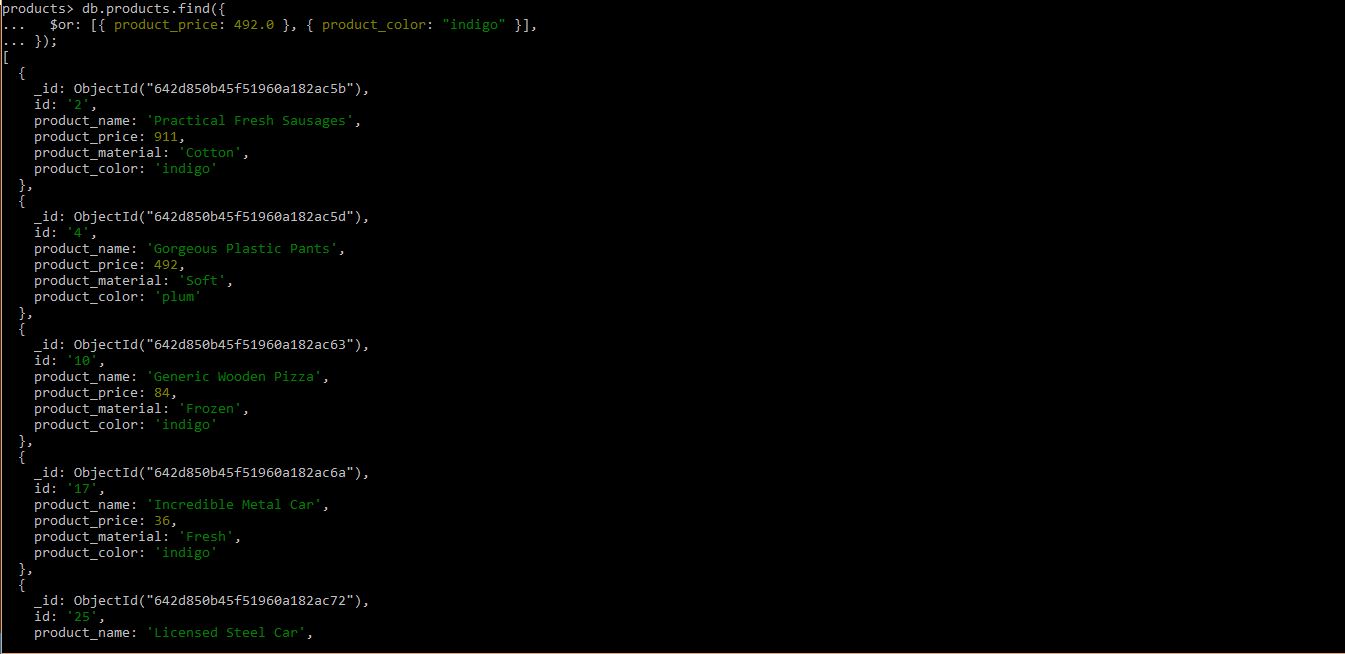 products> db.products.find({
...   $or: [{ product_price: 492.0 }, { product_color: "indigo" }],
... });
[
  {
    _id: ObjectId("642d850b45f51960a182ac5b"),
    id: '2',
    product_name: 'Practical Fresh Sausages',
    product_price: 911,
    product_material: 'Cotton',
    product_color: 'indigo'
  },
  {
    _id: ObjectId("642d850b45f51960a182ac5d"),
    id: '4',
    product_name: 'Gorgeous Plastic Pants',
    product_price: 492,
    product_material: 'Soft',
    product_color: 'plum'
  },
  {
    _id: ObjectId("642d850b45f51960a182ac63"),
    id: '10',
    product_name: 'Generic Wooden Pizza',
    product_price: 84,
    product_material: 'Frozen',
    product_color: 'indigo'
  },
  {
    _id: ObjectId("642d850b45f51960a182ac6a"),
    id: '17',
    product_name: 'Incredible Metal Car',
    product_price: 36,
    product_material: 'Fresh',
    product_color: 'indigo'
  },
  {
    _id: ObjectId("642d850b45f51960a182ac72"),
    id: '25',
    product_name: 'Licensed Steel Car',